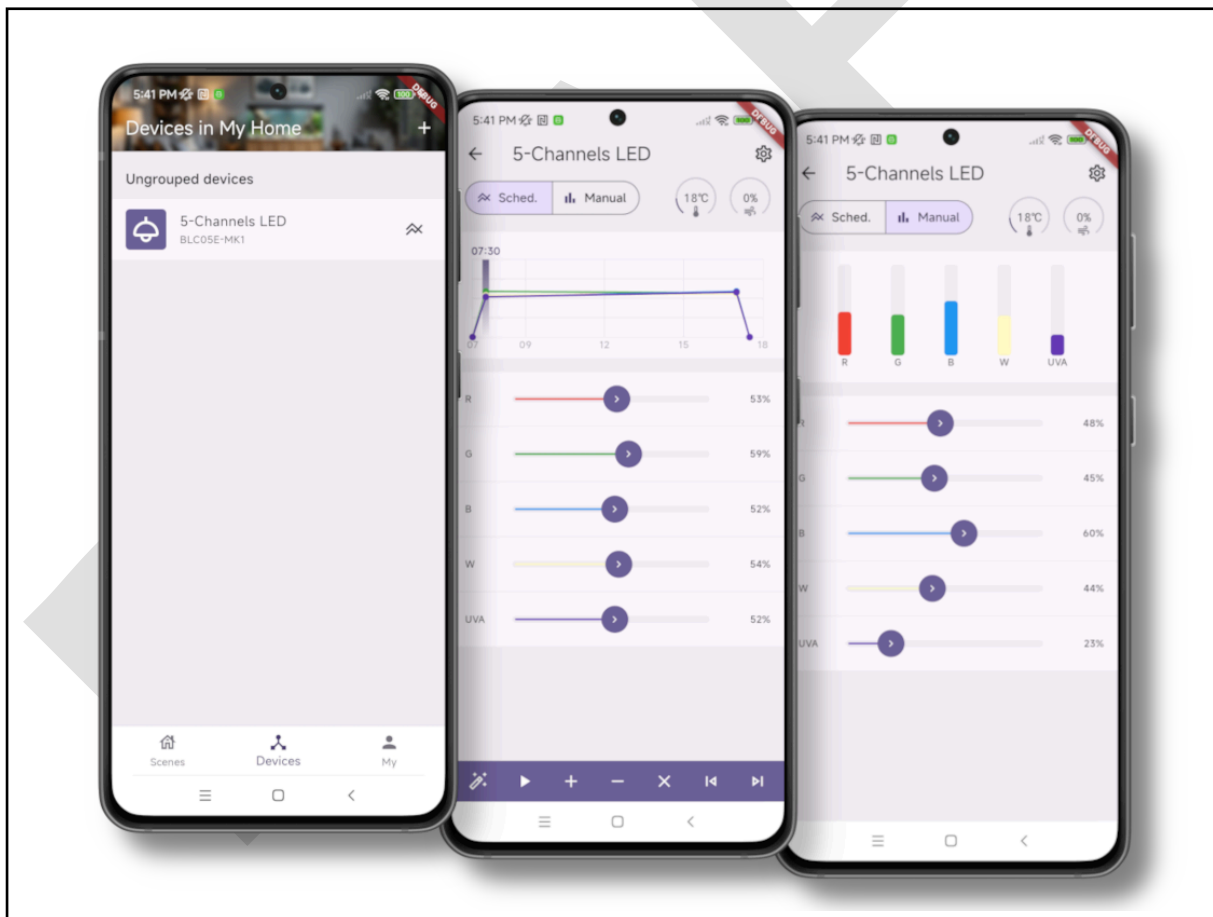 5:41 PM
100
DEBUG
Devices in My Home
+
Ungrouped devices
5-Channels LED
BLC05E-MK1
Scenes
Devices
My
5:41 PM
100
DEBUG
5-Channels LED
Sched.
Manual
18°C
0%
07:30
07 09 12 15 18
R 53%
G 59%
B 52%
W 54%
UVA 52%
5:41 PM
DEBUG
5-Channels LED
Sched.
Manual
18°C
0%
R G B W UVA
R 48%
G 45%
B 60%
W 44%
UVA 23%